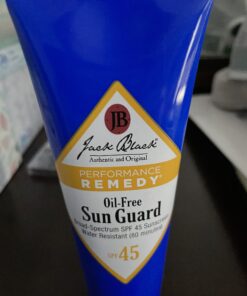 JB
Jack Black®
Authentic and Original
PERFORMANCE
REMEDY®
Oil-Free
Sun Guard
Broad-Spectrum SPF 45 Sunscreen
Water Resistant (80 minutes)
SPF 45